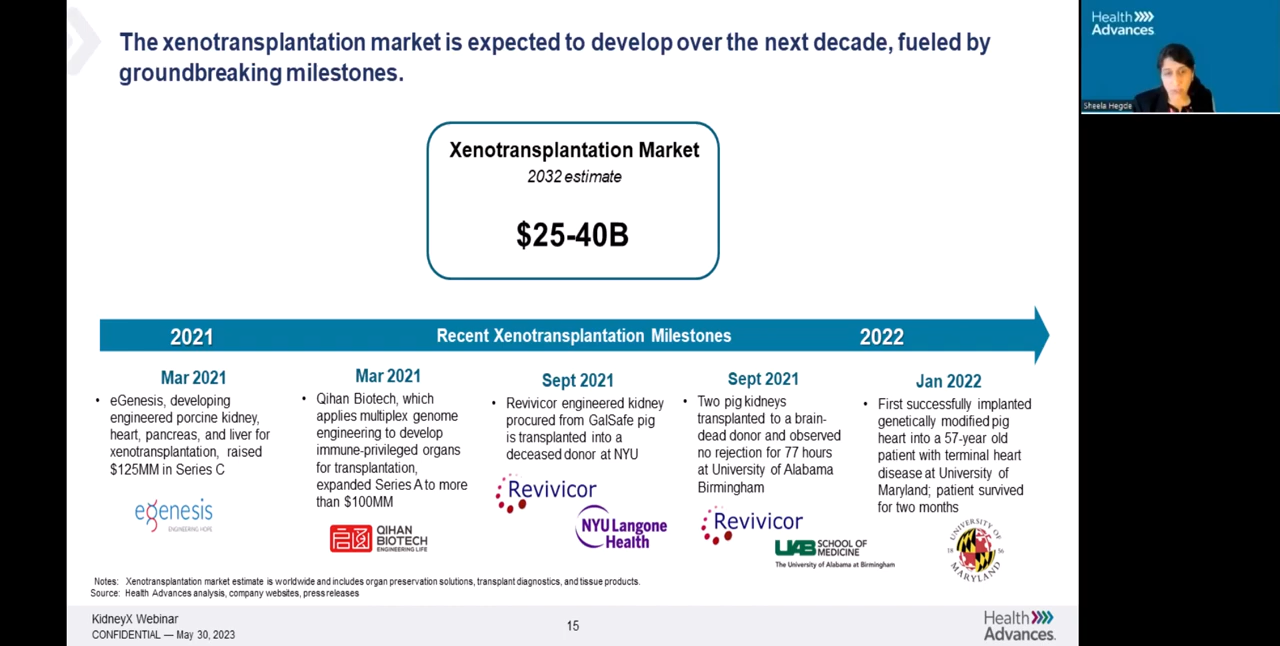 The xenotransplantation market is expected to develop over the next decade, fueled by
groundbreaking milestones.
Health
Advances
Sheela Hegde
Xenotransplantation Market
2032 estimate
$25-40B
2021
Recent Xenotransplantation Milestones
2022
Mar 2021
• eGenesis, developing
engineered porcine kidney,
heart, pancreas, and liver for
xenotransplantation, raised
$125MM in Series C
eGenesis
ENGINEERING HOPE
Mar 2021
• Qihan Biotech, which
applies multiplex genome
engineering to develop
immune-privileged organs
for transplantation,
expanded Series A to more
than $100MM
QIHAN
BIOTECH
ENGINEERING LIFE
Sept 2021
• Revivicor engineered kidney
procured from GalSafe pig
is transplanted into a
deceased donor at NYU
Revivicor
NYU Langone
Health
Sept 2021
• Two pig kidneys
transplanted to a brain-
dead donor and observed
no rejection for 77 hours
at University of Alabama
Birmingham
Revivicor
UAB SCHOOL OF
MEDICINE
The University of Alabama at Birmingham
Jan 2022
• First successfully implanted
genetically modified pig
heart into a 57-year old
patient with terminal heart
disease at University of
Maryland; patient survived
for two months
UNIVERSITY OF
18 56
MARYLAND
Notes: Xenotransplantation market estimate is worldwide and includes organ preservation solutions, transplant diagnostics, and tissue products.
Source: Health Advances analysis, company websites, press releases
KidneyX Webinar
CONFIDENTIAL — May 30, 2023
15
Health
Advances.